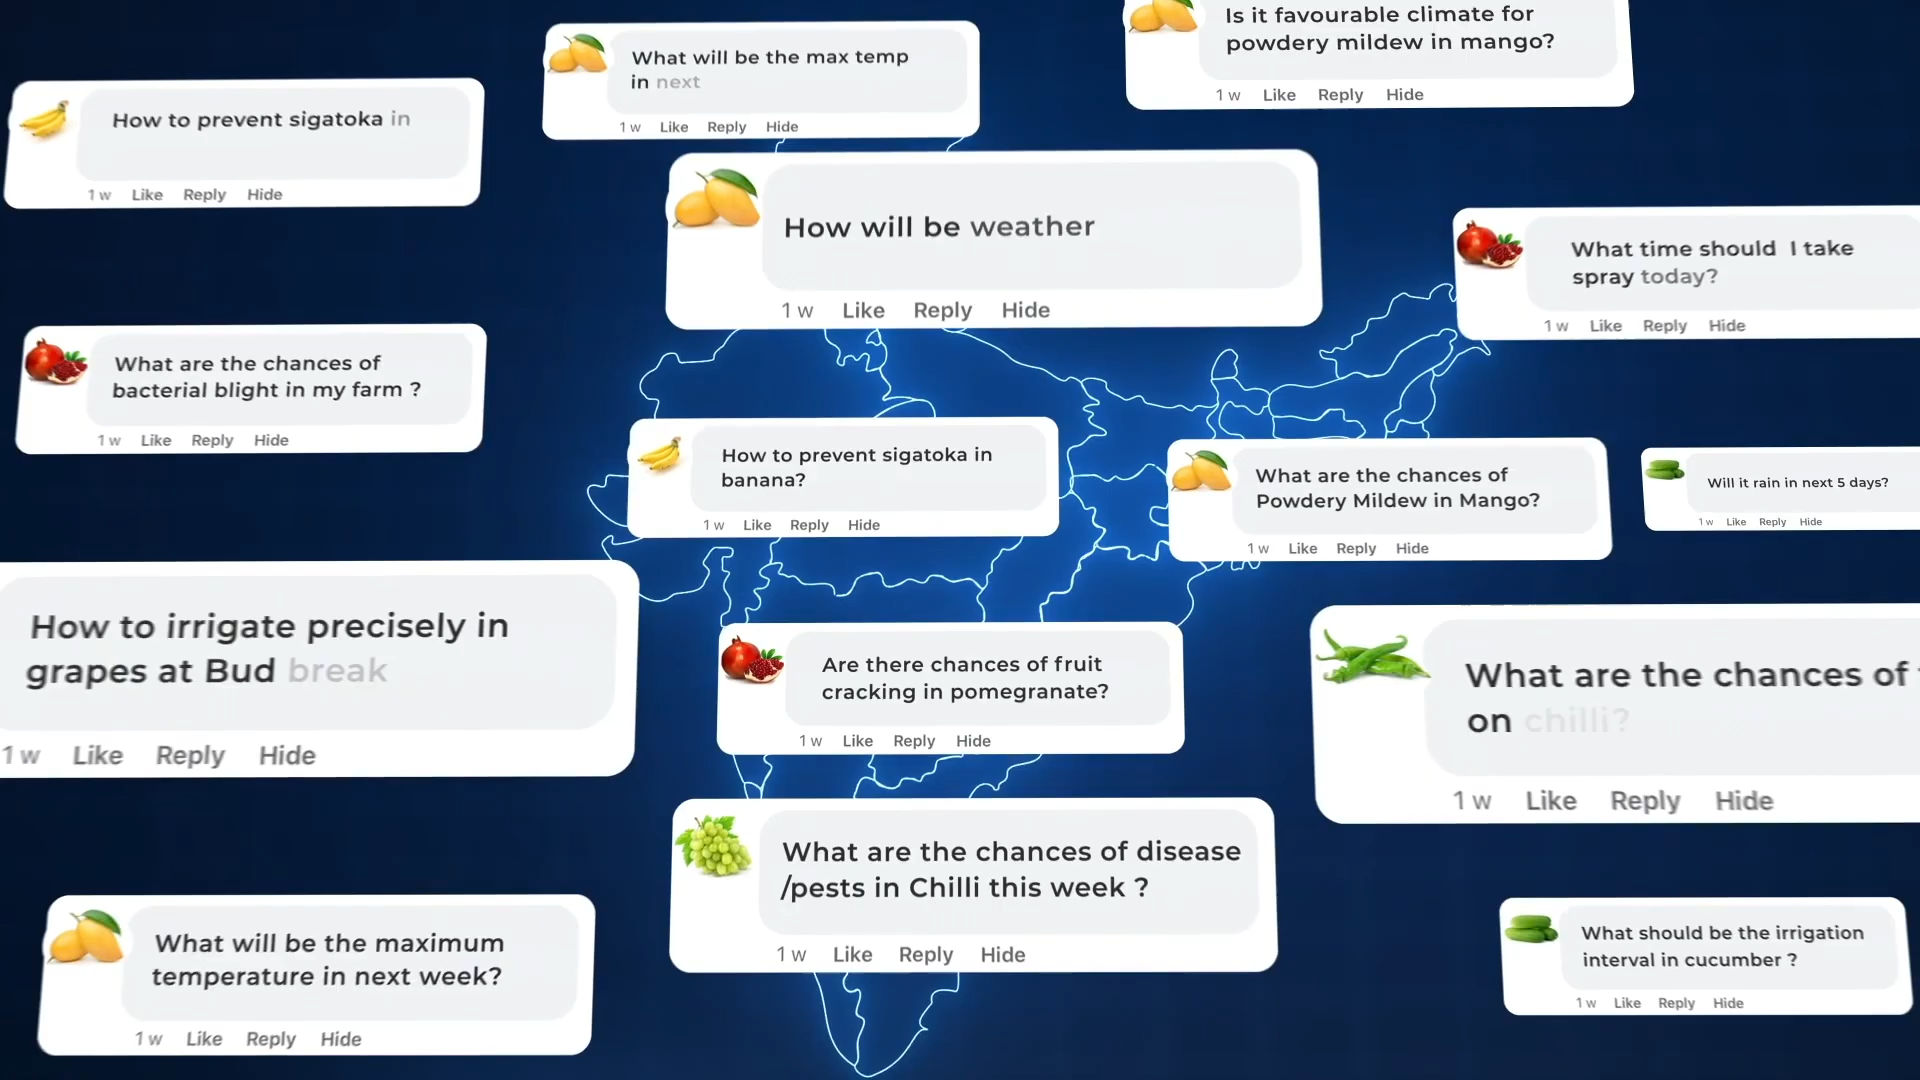 Is it favourable climate for
powdery mildew in mango?
1 w Like Reply Hide
What will be the max temp
in next
1 w Like Reply Hide
How to prevent sigatoka in
1 w Like Reply Hide
How will be weather
1 w Like Reply Hide
What time should I take
spray today?
1 w Like Reply Hide
What are the chances of
bacterial blight in my farm ?
1 w Like Reply Hide
How to prevent sigatoka in
banana?
1 w Like Reply Hide
What are the chances of
Powdery Mildew in Mango?
1 w Like Reply Hide
Will it rain in next 5 days?
1 w Like Reply Hide
How to irrigate precisely in
grapes at Bud break
1 w Like Reply Hide
Are there chances of fruit
cracking in pomegranate?
1 w Like Reply Hide
What are the chances of
on chilli?
1 w Like Reply Hide
What are the chances of disease
/pests in Chilli this week ?
1 w Like Reply Hide
What will be the maximum
temperature in next week?
1 w Like Reply Hide
What should be the irrigation
interval in cucumber ?
1 w Like Reply Hide